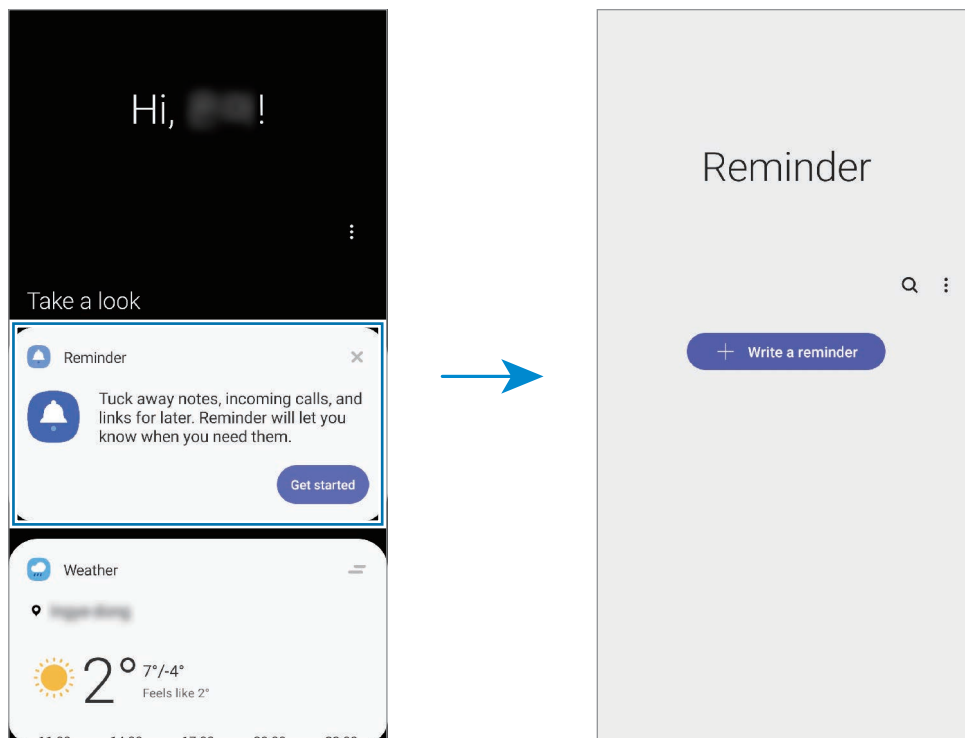 Hi, !
Take a look
Reminder
Tuck away notes, incoming calls, and
links for later. Reminder will let you
know when you need them.
Get started
Weather
2° 7°/-4°
Feels like 2°
Reminder
Write a reminder